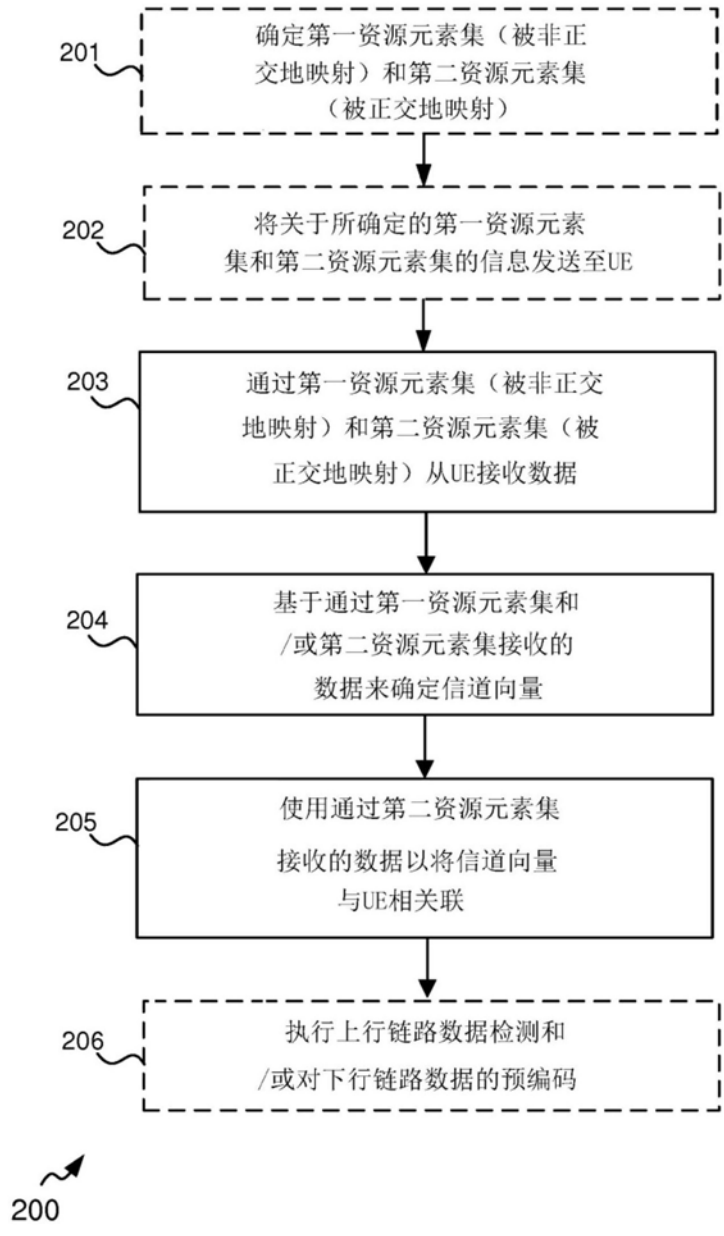 201
确定第一资源元素集（被非正
交地映射）和第二资源元素集
（被正交地映射）
202
将关于所确定的第一资源元素
集和第二资源元素集的信息发送至UE
203
通过第一资源元素集（被非正交
地映射）和第二资源元素集（被
正交地映射）从UE接收数据
204
基于通过第一资源元素集和
/或第二资源元素集接收的
数据来确定信道向量
205
使用通过第二资源元素集
接收的数据以将信道向量
与UE相关联
206
执行上行链路数据检测和
/或对下行链路数据的预编码
200